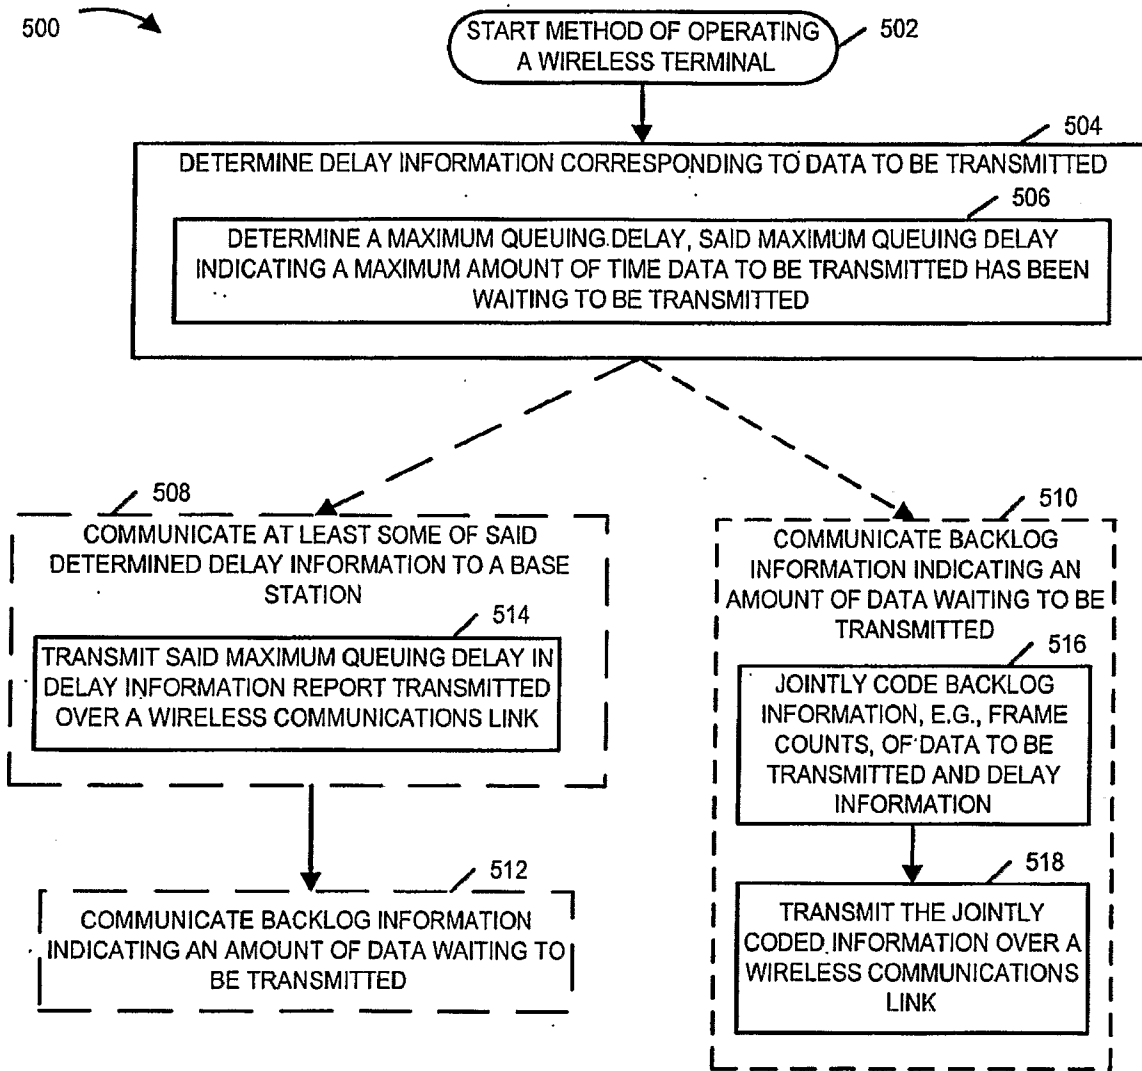 500
START METHOD OF OPERATING
A WIRELESS TERMINAL
502
504
DETERMINE DELAY INFORMATION CORRESPONDING TO DATA TO BE TRANSMITTED
506
DETERMINE A MAXIMUM QUEUING DELAY, SAID MAXIMUM QUEUING DELAY
INDICATING A MAXIMUM AMOUNT OF TIME DATA TO BE TRANSMITTED HAS BEEN
WAITING TO BE TRANSMITTED
508
COMMUNICATE AT LEAST SOME OF SAID
DETERMINED DELAY INFORMATION TO A BASE
STATION
514
TRANSMIT SAID MAXIMUM QUEUING DELAY IN
DELAY INFORMATION REPORT TRANSMITTED
OVER A WIRELESS COMMUNICATIONS LINK
512
COMMUNICATE BACKLOG INFORMATION
INDICATING AN AMOUNT OF DATA WAITING TO
BE TRANSMITTED
510
COMMUNICATE BACKLOG
INFORMATION INDICATING AN
AMOUNT OF DATA WAITING TO BE
TRANSMITTED
516
JOINTLY CODE BACKLOG
INFORMATION, E.G., FRAME
COUNTS, OF DATA TO BE
TRANSMITTED AND DELAY
INFORMATION
518
TRANSMIT THE JOINTLY
CODED INFORMATION OVER A
WIRELESS COMMUNICATIONS
LINK